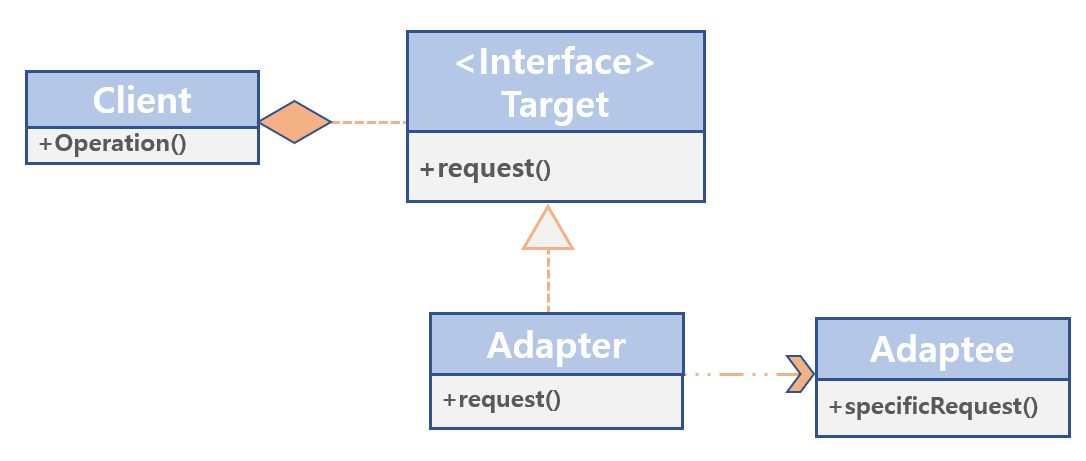 Client
+Operation()
<Interface>
Target
+request()
Adapter
+request()
Adaptee
+specificRequest()